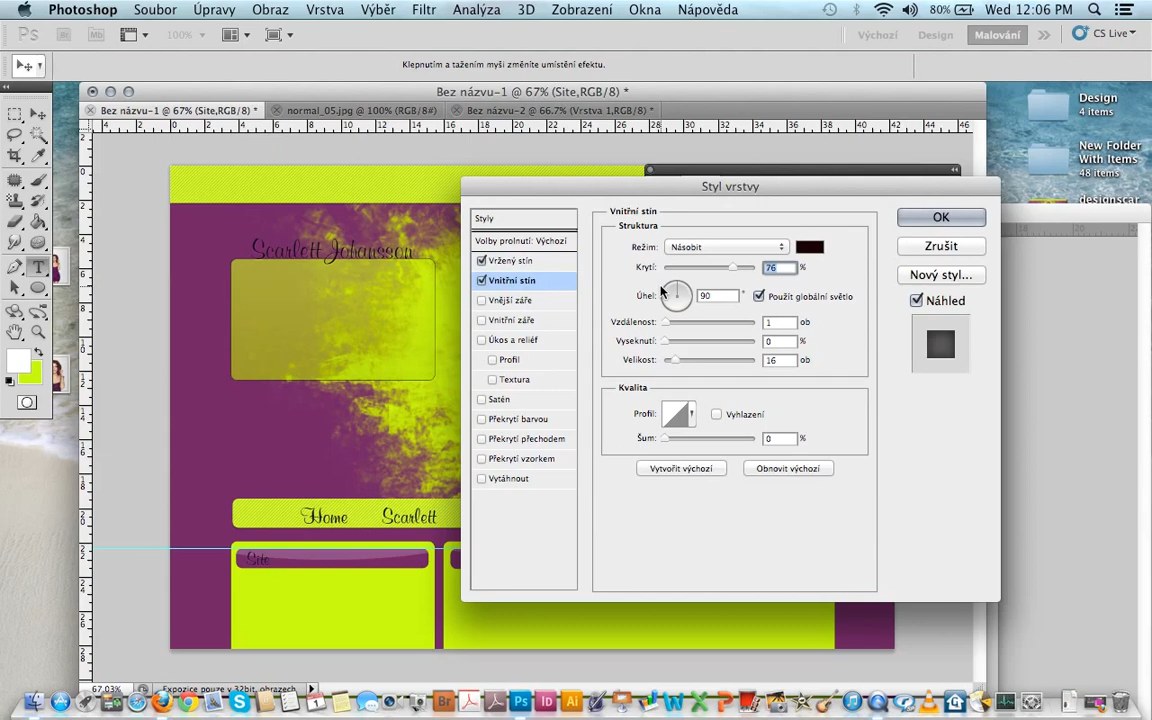 Photoshop Soubor Úpravy Obraz Vrstva Výběr Filtr Analýza 3D Zobrazení Okna Nápověda 80% Wed 12:06 PM
Ps Br Mb 100% Výchozí Design Malování CS Live
Klepnutím a tažením myši změníte umístění efektu.
Bez názvu-1 @ 67% (Site,RGB/8) *
Bez názvu-1 @ 67% (Site,RGB/8) * normal_05.jpg @ 100% (RGB/8#) Bez názvu-2 @ 66.7% (Vrstva 1,RGB/8) *
Design
4 items
New Folder
With Items
48 items
designscar
Scarlett Johansson
Home Scarlett
Site
67.03% Expozice pouze v 32bit. obrazech
Styl vrstvy
Styly
Volby prolnutí: Výchozí
Vržený stín
Vnitřní stín
Vnější záře
Vnitřní záře
Úkos a reliéf
Profil
Textura
Satén
Překrytí barvou
Překrytí přechodem
Překrytí vzorkem
Vytáhnout
Vnitřní stín
Struktura
Režim: Násobit
Krytí: 76 %
Úhel: 90 ° Použít globální světlo
Vzdálenost: 1 ob
Vyseknutí: 0 %
Velikost: 16 ob
Kvalita
Profil: Vyhlazení
Šum: 0 %
Vytvořit výchozí Obnovit výchozí
OK
Zrušit
Nový styl...
Náhled